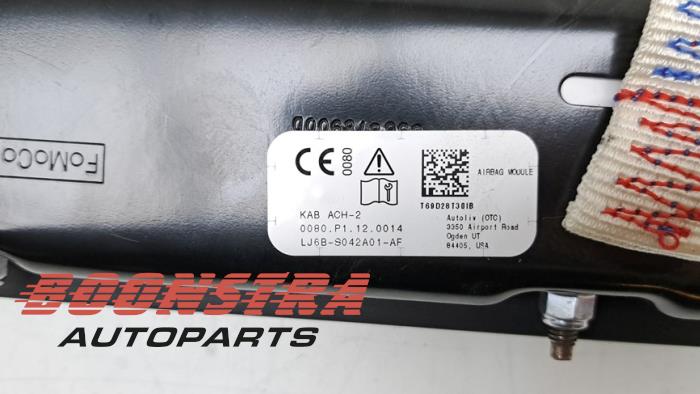 FoMoCo
CE 0080
T69D28T30IB
AIRBAG MODULE
KAB ACH-2
0080.P1.12.0014
LJ6B-S042A01-AF
Autoliv (OTC)
3350 Airport Road
Ogden UT
84405, USA
BOONSTRA
AUTOPARTS